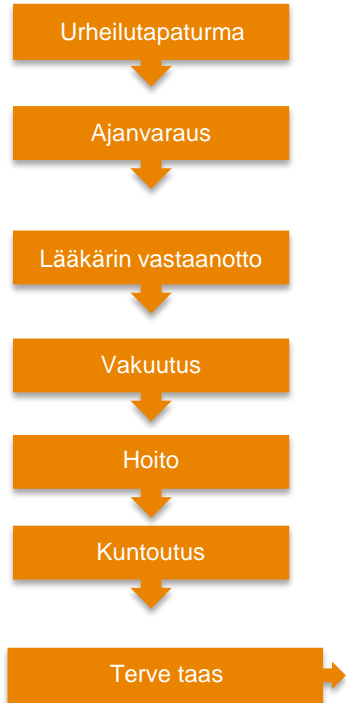 Urheilutapaturma
Ajanvaraus
Lääkärin vastaanotto
Vakuutus
Hoito
Kuntoutus
Terve taas